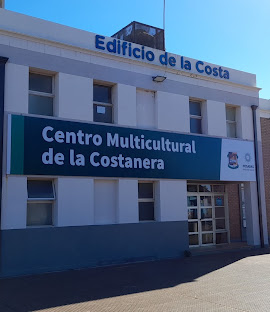 Edificio de la Costa
Centro Multicultural
de la Costanera